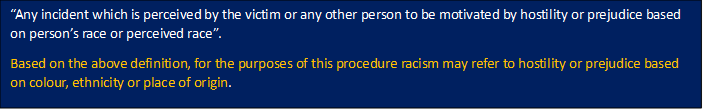 “Any incident which is perceived by the victim or any other person to be motivated by hostility or prejudice based
on person’s race or perceived race”.
Based on the above definition, for the purposes of this procedure racism may refer to hostility or prejudice based
on colour, ethnicity or place of origin.